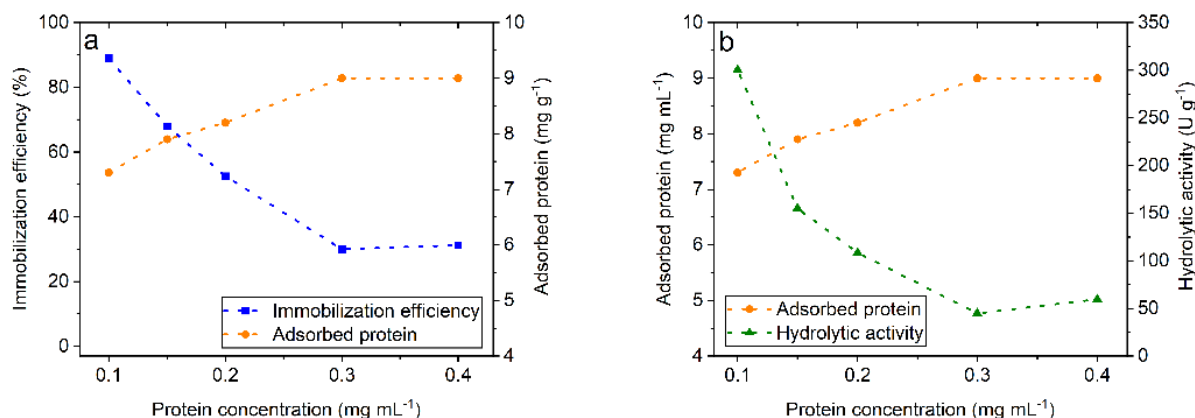 a
100
80
60
40
20
0
Immobilization efficiency (%)
10
9
8
7
6
5
4
Adsorbed protein (mg g⁻¹)
Immobilization efficiency
Adsorbed protein
0.1 0.2 0.3 0.4
Protein concentration (mg mL⁻¹)
b
10
9
8
7
6
5
4
Adsorbed protein (mg mL⁻¹)
350
300
250
200
150
100
50
0
Hydrolytic activity (U g⁻¹)
Adsorbed protein
Hydrolytic activity
0.1 0.2 0.3 0.4
Protein concentration (mg mL⁻¹)